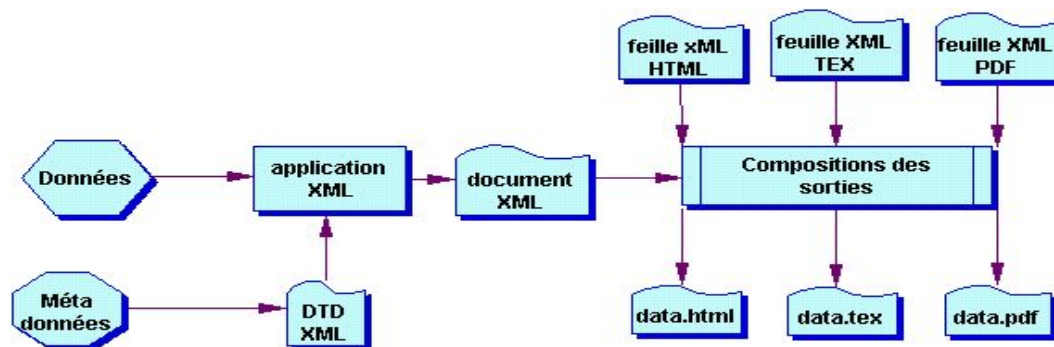 feille xML
HTML
feuille XML
TEX
feuille XML
PDF
Données
application
XML
document
XML
Compositions des
sorties
Méta
données
DTD
XML
data.html
data.tex
data.pdf